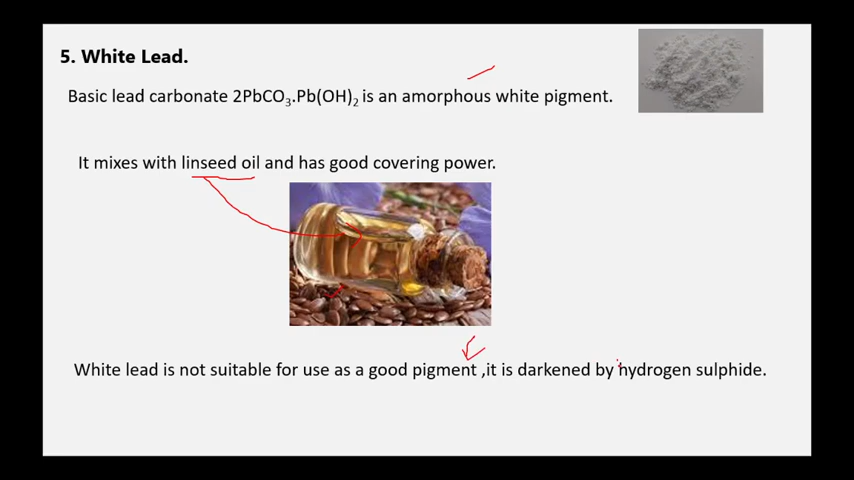 5. White Lead.
Basic lead carbonate 2PbCO₃.Pb(OH)₂ is an amorphous white pigment.
It mixes with linseed oil and has good covering power.
White lead is not suitable for use as a good pigment ,it is darkened by hydrogen sulphide.